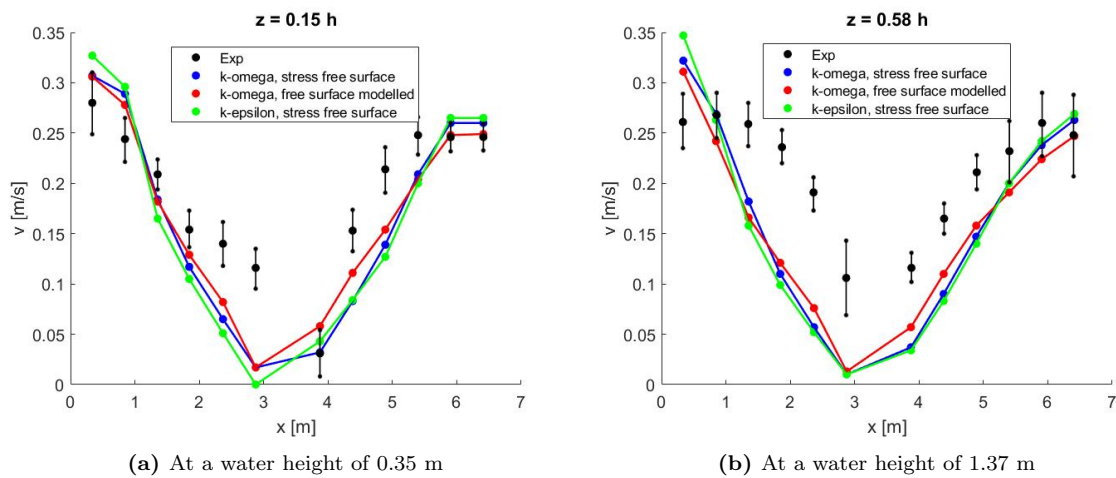 z = 0.15 h
0.35
0.3
0.25
0.2
0.15
0.1
0.05
0
v [m/s]
Exp
k-omega, stress free surface
k-omega, free surface modelled
k-epsilon, stress free surface
0 1 2 3 4 5 6 7
x [m]
(a) At a water height of 0.35 m
z = 0.58 h
0.35
0.3
0.25
0.2
0.15
0.1
0.05
0
v [m/s]
Exp
k-omega, stress free surface
k-omega, free surface modelled
k-epsilon, stress free surface
0 1 2 3 4 5 6 7
x [m]
(b) At a water height of 1.37 m